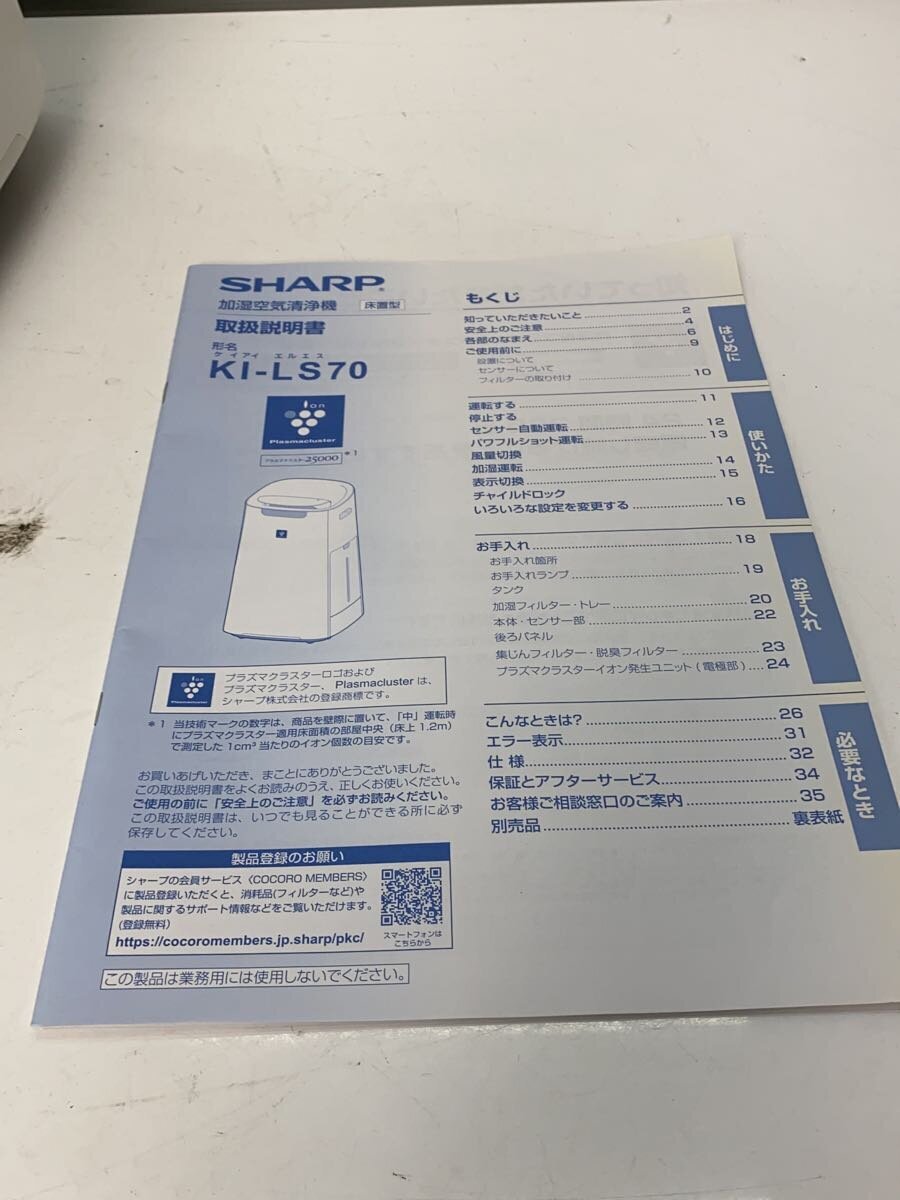 SHARP®
加湿空気清浄機 床置型
取扱説明書
形名
ケイアイ エルエス
KI-LS70
Ion
Plasmacluster
プラズマクラスター25000 ＊1
プラズマクラスターロゴおよび
プラズマクラスター、Plasmacluster は、
シャープ株式会社の登録商標です。
Plasmacluster
＊1 当技術マークの数字は、商品を壁際に置いて、「中」運転時
にプラズマクラスター適用床面積の部屋中央（床上1.2m）
で測定した1cm³当たりのイオン個数の目安です。
お買いあげいただき、まことにありがとうございました。
この取扱説明書をよくお読みのうえ、正しくお使いください。
ご使用の前に「安全上のご注意」を必ずお読みください。
この取扱説明書は、いつでも見ることができる所に必ず
保存してください。
製品登録のお願い
シャープの会員サービス〈COCORO MEMBERS〉
に製品登録いただくと、消耗品(フィルターなど)や
製品に関するサポート情報などをご覧いただけます。
(登録無料)
https://cocoromembers.jp.sharp/pkc/
スマートフォンは
こちらから
この製品は業務用には使用しないでください。
もくじ
はじめに
知っていただきたいこと 2
安全上のご注意 4
各部のなまえ 6
ご使用前に 9
設置について
センサーについて
フィルターの取り付け 10
使いかた
運転する 11
停止する
センサー自動運転 12
パワフルショット運転 13
風量切換
加湿運転 14
表示切換 15
チャイルドロック
いろいろな設定を変更する 16
お手入れ
お手入れ 18
お手入れ箇所
お手入れランプ 19
タンク
加湿フィルター・トレー 20
本体・センサー部 22
後ろパネル
集じんフィルター・脱臭フィルター 23
プラズマクラスターイオン発生ユニット(電極部) 24
必要なとき
こんなときは？ 26
エラー表示 31
仕様 32
保証とアフターサービス 34
お客様ご相談窓口のご案内 35
別売品 裏表紙